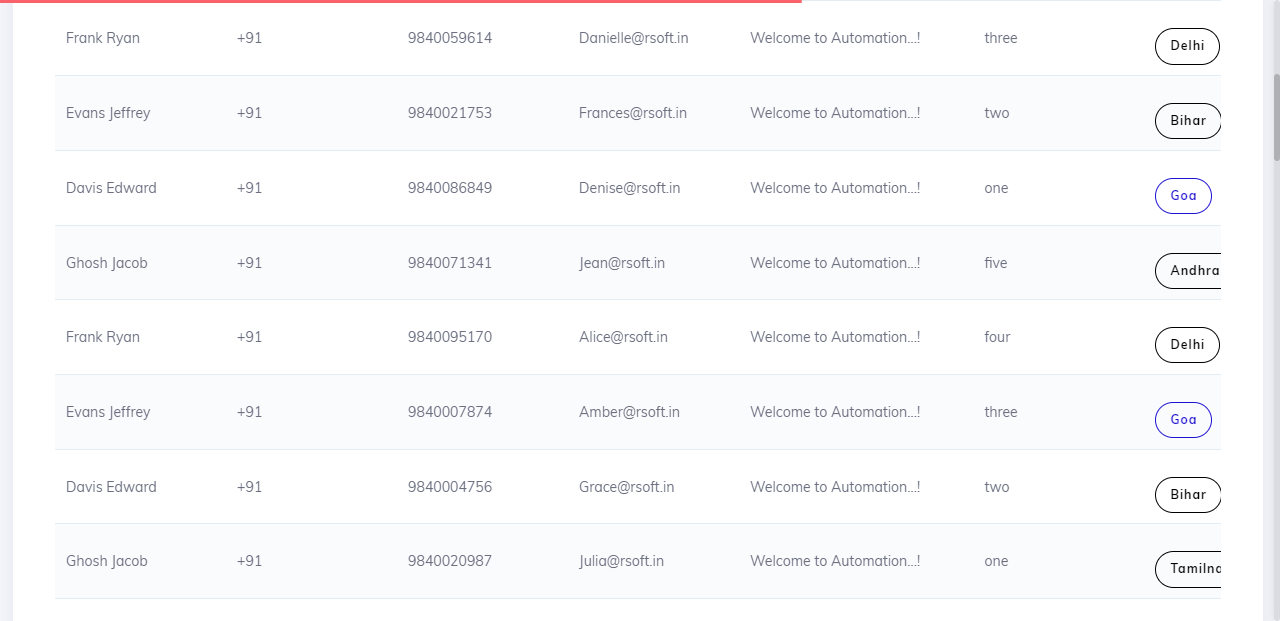 Frank Ryan +91 9840059614 Danielle@rsoft.in Welcome to Automation...! three Delhi
Evans Jeffrey +91 9840021753 Frances@rsoft.in Welcome to Automation...! two Bihar
Davis Edward +91 9840086849 Denise@rsoft.in Welcome to Automation...! one Goa
Ghosh Jacob +91 9840071341 Jean@rsoft.in Welcome to Automation...! five Andhra
Frank Ryan +91 9840095170 Alice@rsoft.in Welcome to Automation...! four Delhi
Evans Jeffrey +91 9840007874 Amber@rsoft.in Welcome to Automation...! three Goa
Davis Edward +91 9840004756 Grace@rsoft.in Welcome to Automation...! two Bihar
Ghosh Jacob +91 9840020987 Julia@rsoft.in Welcome to Automation...! one